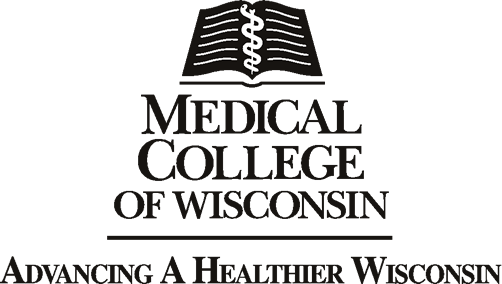 MEDICAL
COLLEGE
OF WISCONSIN
ADVANCING A HEALTHIER WISCONSIN